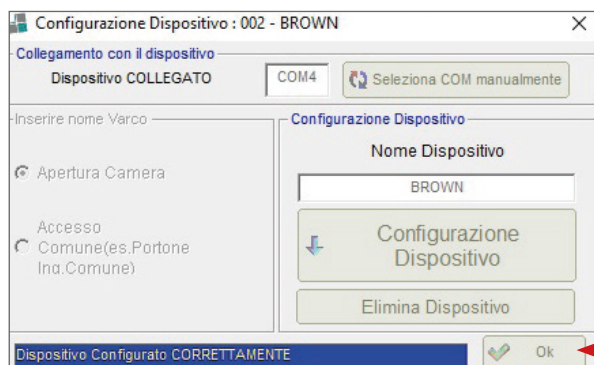 Configurazione Dispositivo : 002 - BROWN
Collegamento con il dispositivo
Dispositivo COLLEGATO
COM4
Seleziona COM manualmente
Inserire nome Varco
Apertura Camera
Accesso
Comune(es.Portone
Ing.Comune)
Configurazione Dispositivo
Nome Dispositivo
BROWN
Configurazione
Dispositivo
Elimina Dispositivo
Dispositivo Configurato CORRETTAMENTE
Ok